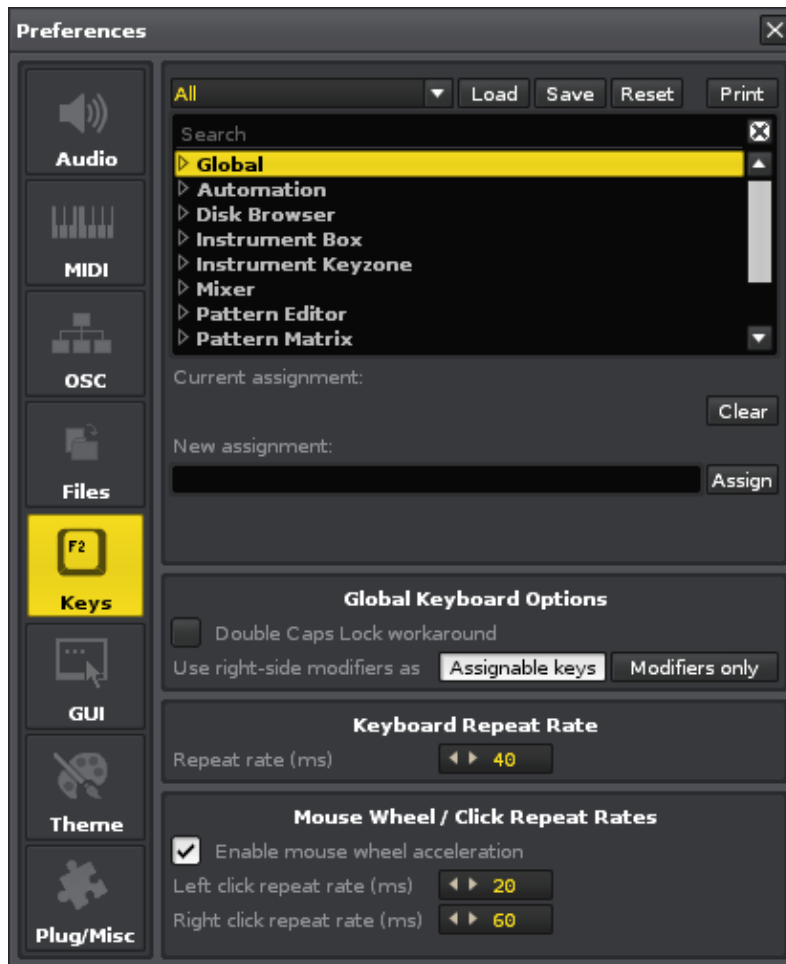 Preferences
Audio
MIDI
OSC
Files
F2
Keys
GUI
Theme
Plug/Misc
All Load Save Reset Print
Search
Global
Automation
Disk Browser
Instrument Box
Instrument Keyzone
Mixer
Pattern Editor
Pattern Matrix
Current assignment:
Clear
New assignment:
Assign
Global Keyboard Options
Double Caps Lock workaround
Use right-side modifiers as Assignable keys Modifiers only
Keyboard Repeat Rate
Repeat rate (ms) 40
Mouse Wheel / Click Repeat Rates
Enable mouse wheel acceleration
Left click repeat rate (ms) 20
Right click repeat rate (ms) 60